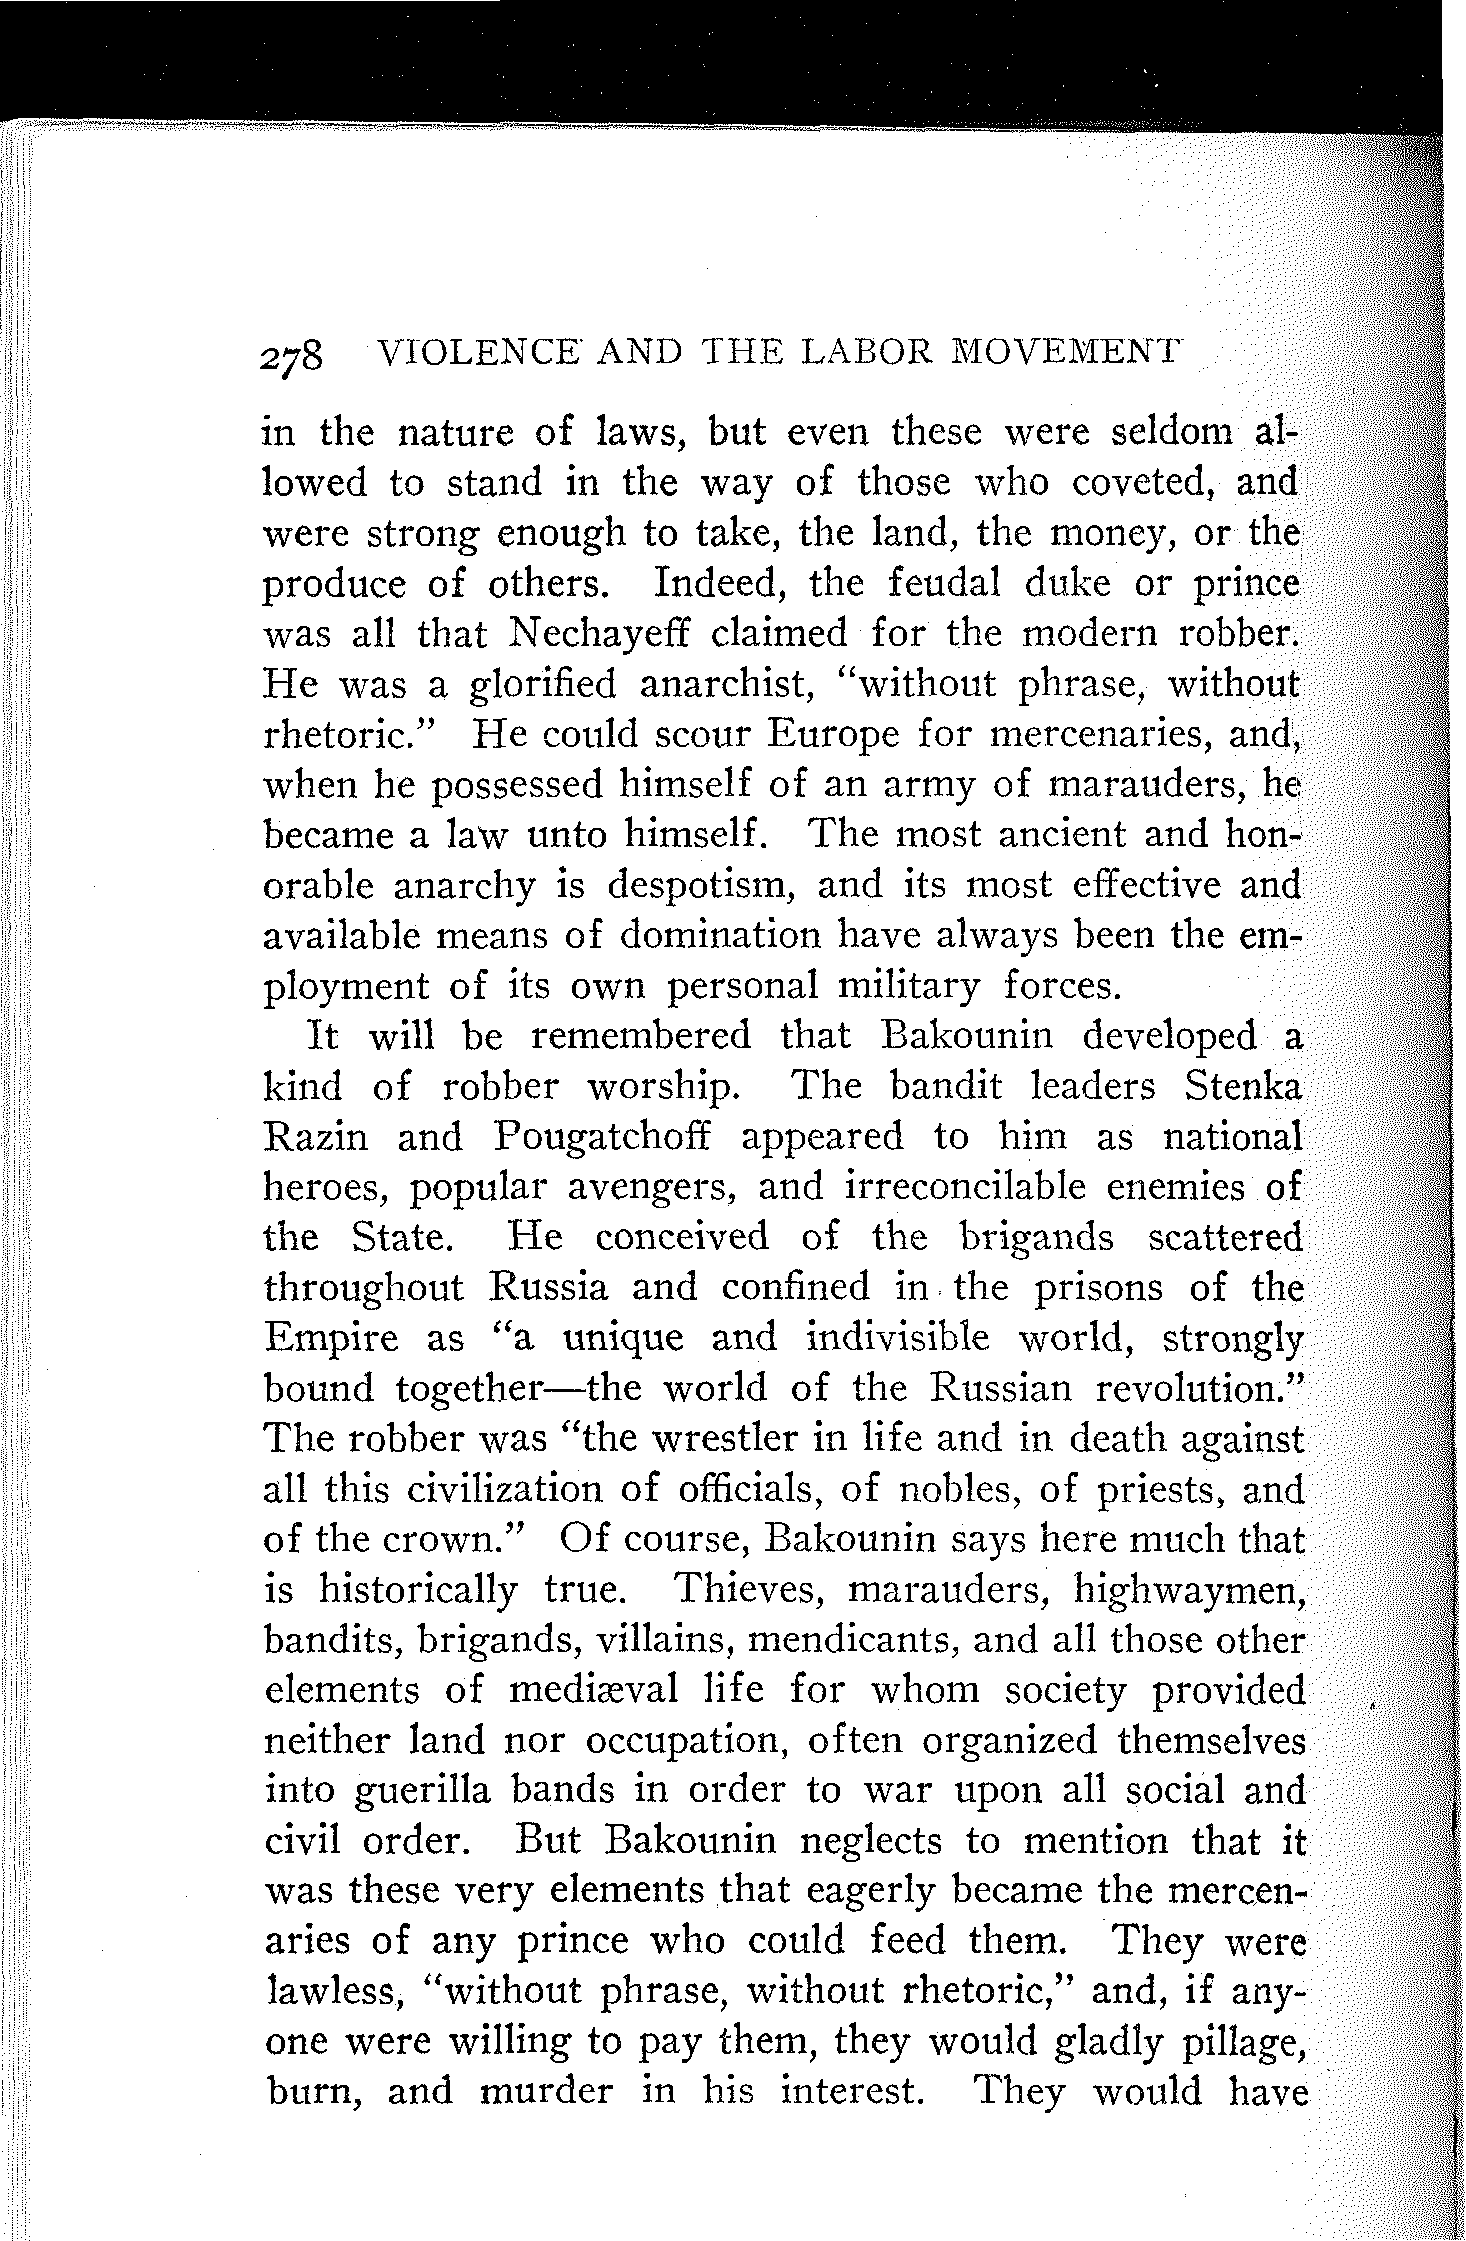 278 VIOLENCE AND THE LABOR MOVEMENT
in the nature of laws, but even these were seldom al-
lowed to stand in the way of those who coveted, and
were strong enough to take, the land, the money, or the
produce of others. Indeed, the feudal duke or prince
was all that Nechayeff claimed for the modern robber.
He was a glorified anarchist, “without phrase, without
rhetoric.” He could scour Europe for mercenaries, and,
when he possessed himself of an army of marauders, he
became a law unto himself. The most ancient and hon-
orable anarchy is despotism, and its most effective and
available means of domination have always been the em-
ployment of its own personal military forces.
It will be remembered that Bakounin developed a
kind of robber worship. The bandit leaders Stenka
Razin and Pougatchoff appeared to him as national
heroes, popular avengers, and irreconcilable enemies of
the State. He conceived of the brigands scattered
throughout Russia and confined in the prisons of the
Empire as “a unique and indivisible world, strongly
bound together—the world of the Russian revolution.”
The robber was “the wrestler in life and in death against
all this civilization of officials, of nobles, of priests, and
of the crown.” Of course, Bakounin says here much that
is historically true. Thieves, marauders, highwaymen,
bandits, brigands, villains, mendicants, and all those other
elements of mediæval life for whom society provided
neither land nor occupation, often organized themselves
into guerilla bands in order to war upon all social and
civil order. But Bakounin neglects to mention that it
was these very elements that eagerly became the mercen-
aries of any prince who could feed them. They were
lawless, “without phrase, without rhetoric,” and, if any-
one were willing to pay them, they would gladly pillage,
burn, and murder in his interest. They would have